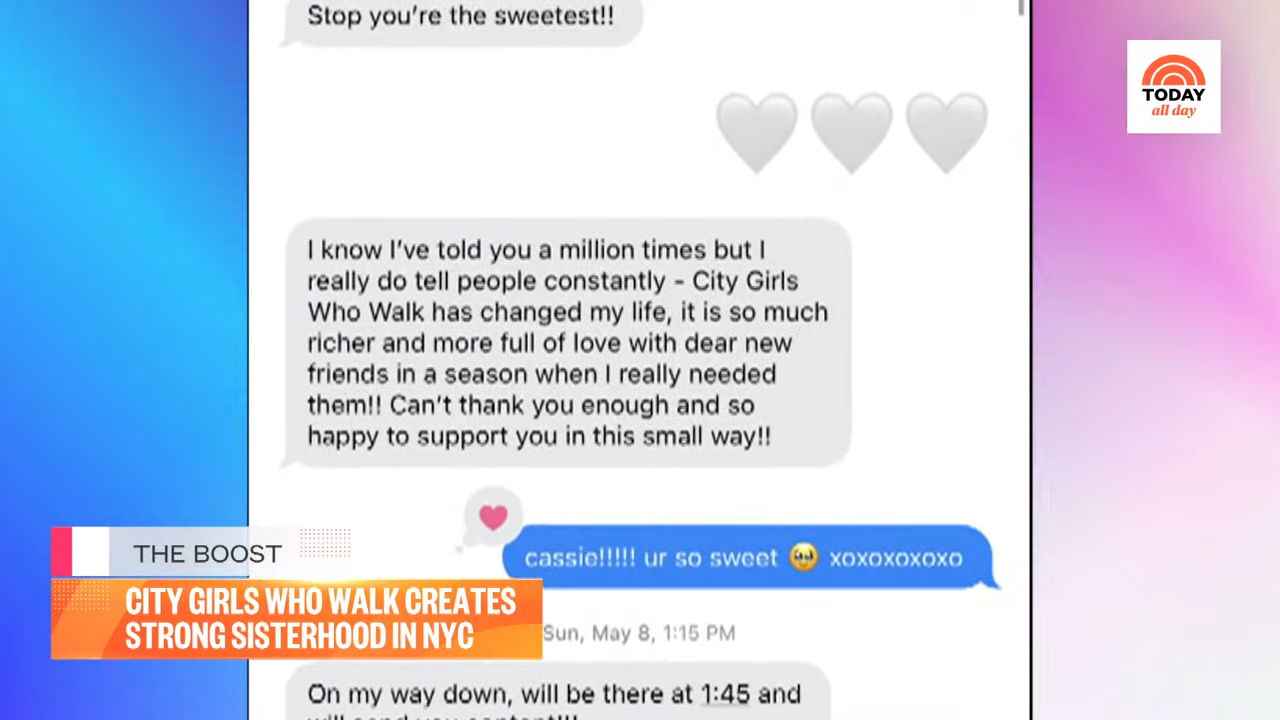 Stop you're the sweetest!!
TODAY
all day
I know I've told you a million times but I
really do tell people constantly - City Girls
Who Walk has changed my life, it is so much
richer and more full of love with dear new
friends in a season when I really needed
them!! Can't thank you enough and so
happy to support you in this small way!!
cassie!!!!! ur so sweet 🥹 xoxoxoxoxo
THE BOOST
CITY GIRLS WHO WALK CREATES
STRONG SISTERHOOD IN NYC
Sun, May 8, 1:15 PM
On my way down, will be there at 1:45 and